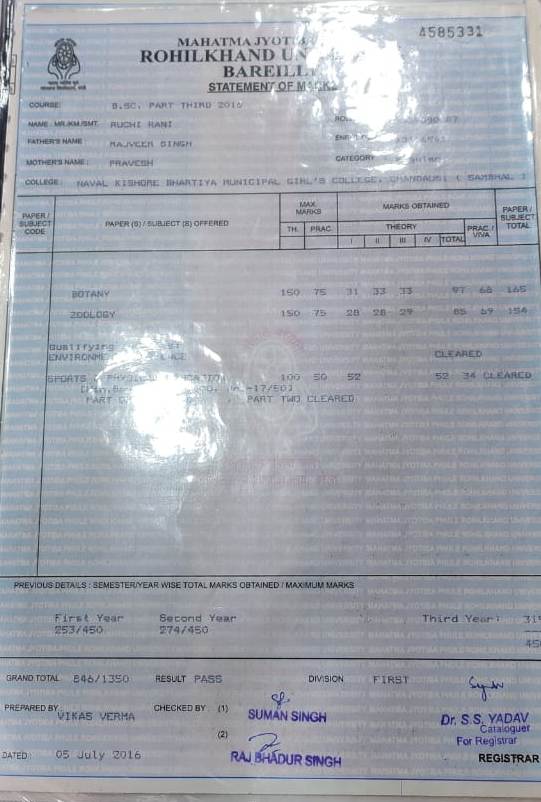 4585331
MAHATMA JYOTI
ROHILKHAND UN
BAREILL
STATEMENT OF MARKS
COURSE: B.SC. PART THIRD 2016
NAME - MR./KM./SMT. RUCHI RANI
FATHER'S NAME : MAJVEER SINGH
MOTHER'S NAME : PRAVESH CATEGORY
COLLEGE : NAVAL KISHORE BHARTIYA MUNICIPAL GIRL'S COLLEGE, CHANDAUSI ( SAMBHAL )
PAPER / SUBJECT CODE PAPER (S) / SUBJECT (S) OFFERED MAX. MARKS MARKS OBTAINED PAPER / SUBJECT TOTAL
TH. PRAC. THEORY PRAC. / VIVA
I II III IV TOTAL
BOTANY 150 75 31 33 33 97 68 165
ZOOLOGY 150 75 28 28 29 85 69 154
Qualifying
ENVIRONME CLEARED
SPORTS 100 50 52 52 34 CLEARED
-17/50]
PART TWO CLEARED
PREVIOUS DETAILS : SEMESTER/YEAR WISE TOTAL MARKS OBTAINED / MAXIMUM MARKS
First Year Second Year Third Year: 319
253/450 274/450 450
GRAND TOTAL 846/1350 RESULT PASS DIVISION FIRST
PREPARED BY : VIKAS VERMA CHECKED BY (1) SUMAN SINGH
Dr. S.S. YADAV
Cataloguer
For Registrar
(2) RAJ BHADUR SINGH
DATED : 05 July 2016 REGISTRAR